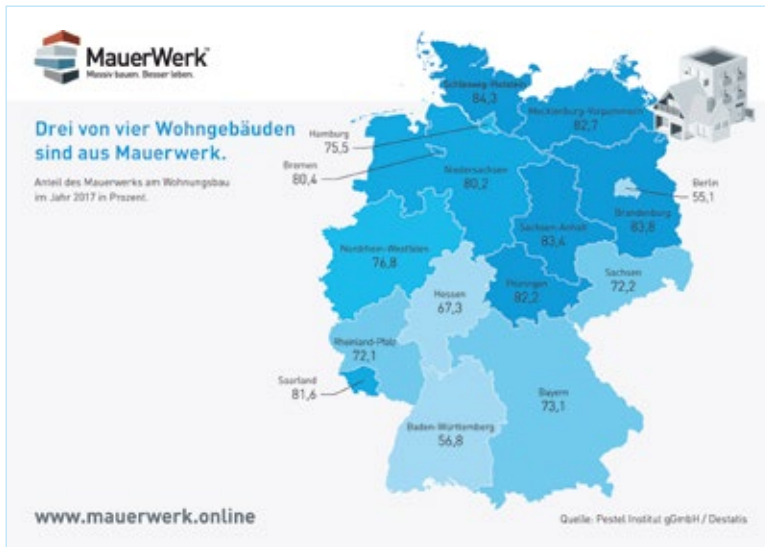 MauerWerk™
Massiv bauen. Besser leben.
Drei von vier Wohngebäuden
sind aus Mauerwerk.
Anteil des Mauerwerks am Wohnungsbau
im Jahr 2017 in Prozent.
Schleswig-Holstein
84,3
Mecklenburg-Vorpommern
82,7
Hamburg
75,5
Bremen
80,4
Niedersachsen
80,2
Berlin
55,1
Brandenburg
83,8
Sachsen-Anhalt
83,4
Nordrhein-Westfalen
76,8
Sachsen
72,2
Thüringen
82,2
Hessen
67,3
Rheinland-Pfalz
72,1
Saarland
81,6
Bayern
73,1
Baden-Württemberg
56,8
www.mauerwerk.online
Quelle: Pestel Institut gGmbH / Destatis